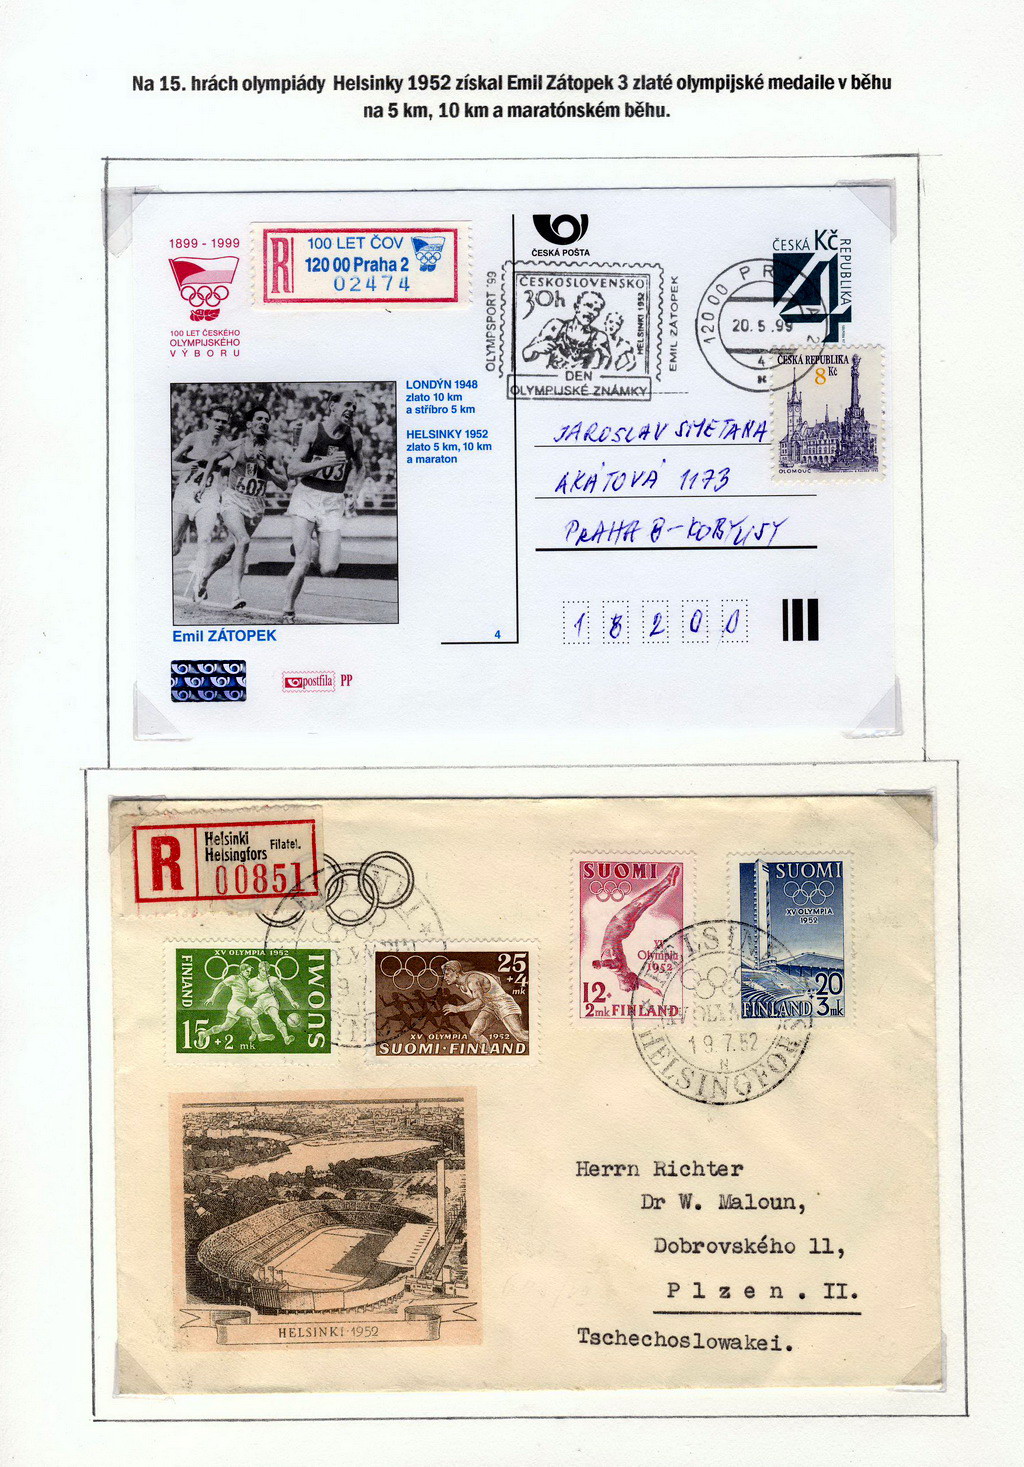 Na 15. hrách olympiády Helsinky 1952 získal Emil Zátopek 3 zlaté olympijské medaile v běhu
na 5 km, 10 km a maratónském běhu.
1899 - 1999
100 LET ČESKÉHO
OLYMPIJSKÉHO
VÝBORU
R
100 LET ČOV
120 00 Praha 2
02474
ČESKÁ POŠTA
OLYMPSPORT '99
ČESKOSLOVENSKO
30h
HELSINKI 1952
EMIL ZÁTOPEK
DEN
OLYMPIJSKÉ ZNÁMKY
12000 PRAHA 2
20.5.99
4
ČESKÁ Kč
REPUBLIKA
4
ČESKÁ REPUBLIKA
8 Kč
OLOMOUC
LONDÝN 1948
zlato 10 km
a stříbro 5 km
HELSINKY 1952
zlato 5 km, 10 km
a maraton
JAROSLAV SMETANA
AKÁTOVÁ 1173
PRAHA 8 - KOBYLISY
18200
Emil ZÁTOPEK
4
postfila PP
R
Helsinki
Helsingfors Filatel.
00851
XV OLYMPIA 1952
FINLAND
SUOMI
15 +2 mk
25 +4 mk
XV OLYMPIA 1952
SUOMI·FINLAND
SUOMI
XV
Olympia
1952
12+
2mk FINLAND
SUOMI
XV OLYMPIA
1952
20
FINLAND +3mk
HELSINKI
XV OLYMPIA
19.7.52
N
HELSINGFORS
HELSINKI·1952
Herrn Richter
Dr W. Maloun,
Dobrovského 11,
Plzen . II.
Tschechoslowakei.